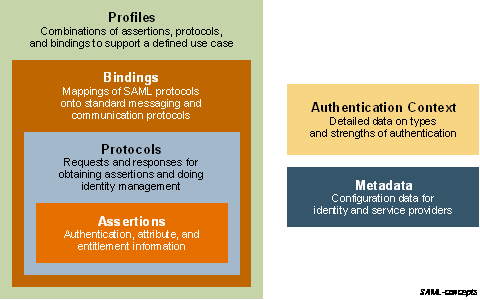 Profiles
Combinations of assertions, protocols,
and bindings to support a defined use case
Bindings
Mappings of SAML protocols
onto standard messaging and
communication protocols
Protocols
Requests and responses for
obtaining assertions and doing
identity management
Assertions
Authentication, attribute, and
entitlement information
Authentication Context
Detailed data on types
and strengths of authentication
Metadata
Configuration data for
identity and service providers
SAML-concepts